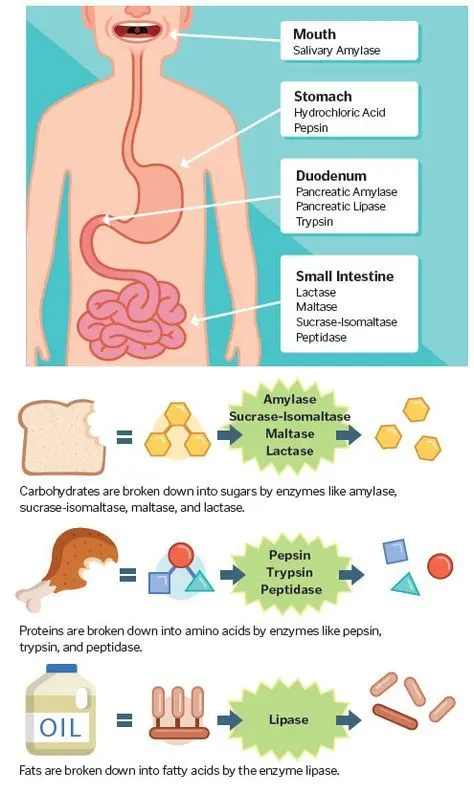 Mouth
Salivary Amylase
Stomach
Hydrochloric Acid
Pepsin
Duodenum
Pancreatic Amylase
Pancreatic Lipase
Trypsin
Small Intestine
Lactase
Maltase
Sucrase-Isomaltase
Peptidase
Amylase
Sucrase-Isomaltase
Maltase
Lactase
Carbohydrates are broken down into sugars by enzymes like amylase,
sucrase-isomaltase, maltase, and lactase.
Pepsin
Trypsin
Peptidase
Proteins are broken down into amino acids by enzymes like pepsin,
trypsin, and peptidase.
OIL
Lipase
Fats are broken down into fatty acids by the enzyme lipase.